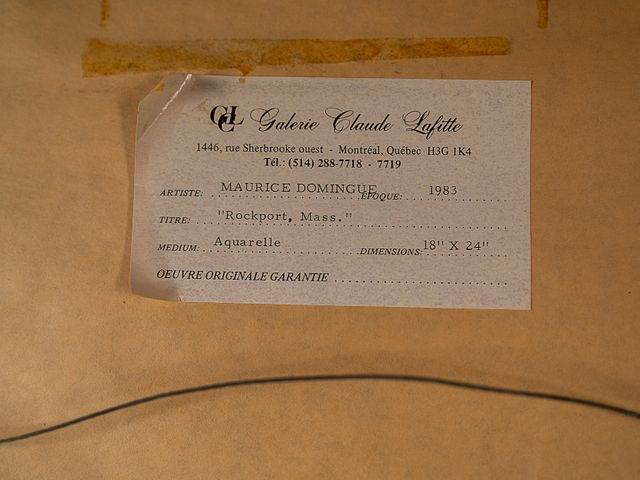 GCL Galerie Claude Lafitte
1446, rue Sherbrooke ouest - Montréal, Québec H3G 1K4
Tél.: (514) 288-7718 - 7719
ARTISTE: MAURICE DOMINGUE ÉPOQUE: 1983
TITRE: "Rockport, Mass."
MEDIUM: Aquarelle DIMENSIONS: 18" X 24"
OEUVRE ORIGINALE GARANTIE